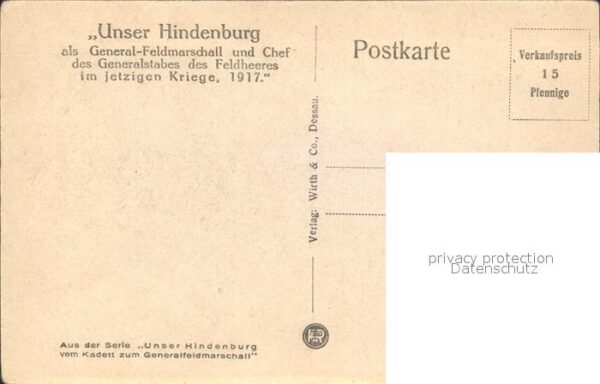 „Unser Hindenburg
als General-Feldmarschall und Chef
des Generalstabes des Feldheeres
im jetzigen Kriege, 1917.“
Postkarte
Verkaufspreis
15
Pfennige
Verlag: Wirth & Co., Dessau.
privacy protection
Datenschutz
Aus der Serie „Unser Hindenburg
vom Kadett zum Generalfeldmarschall“